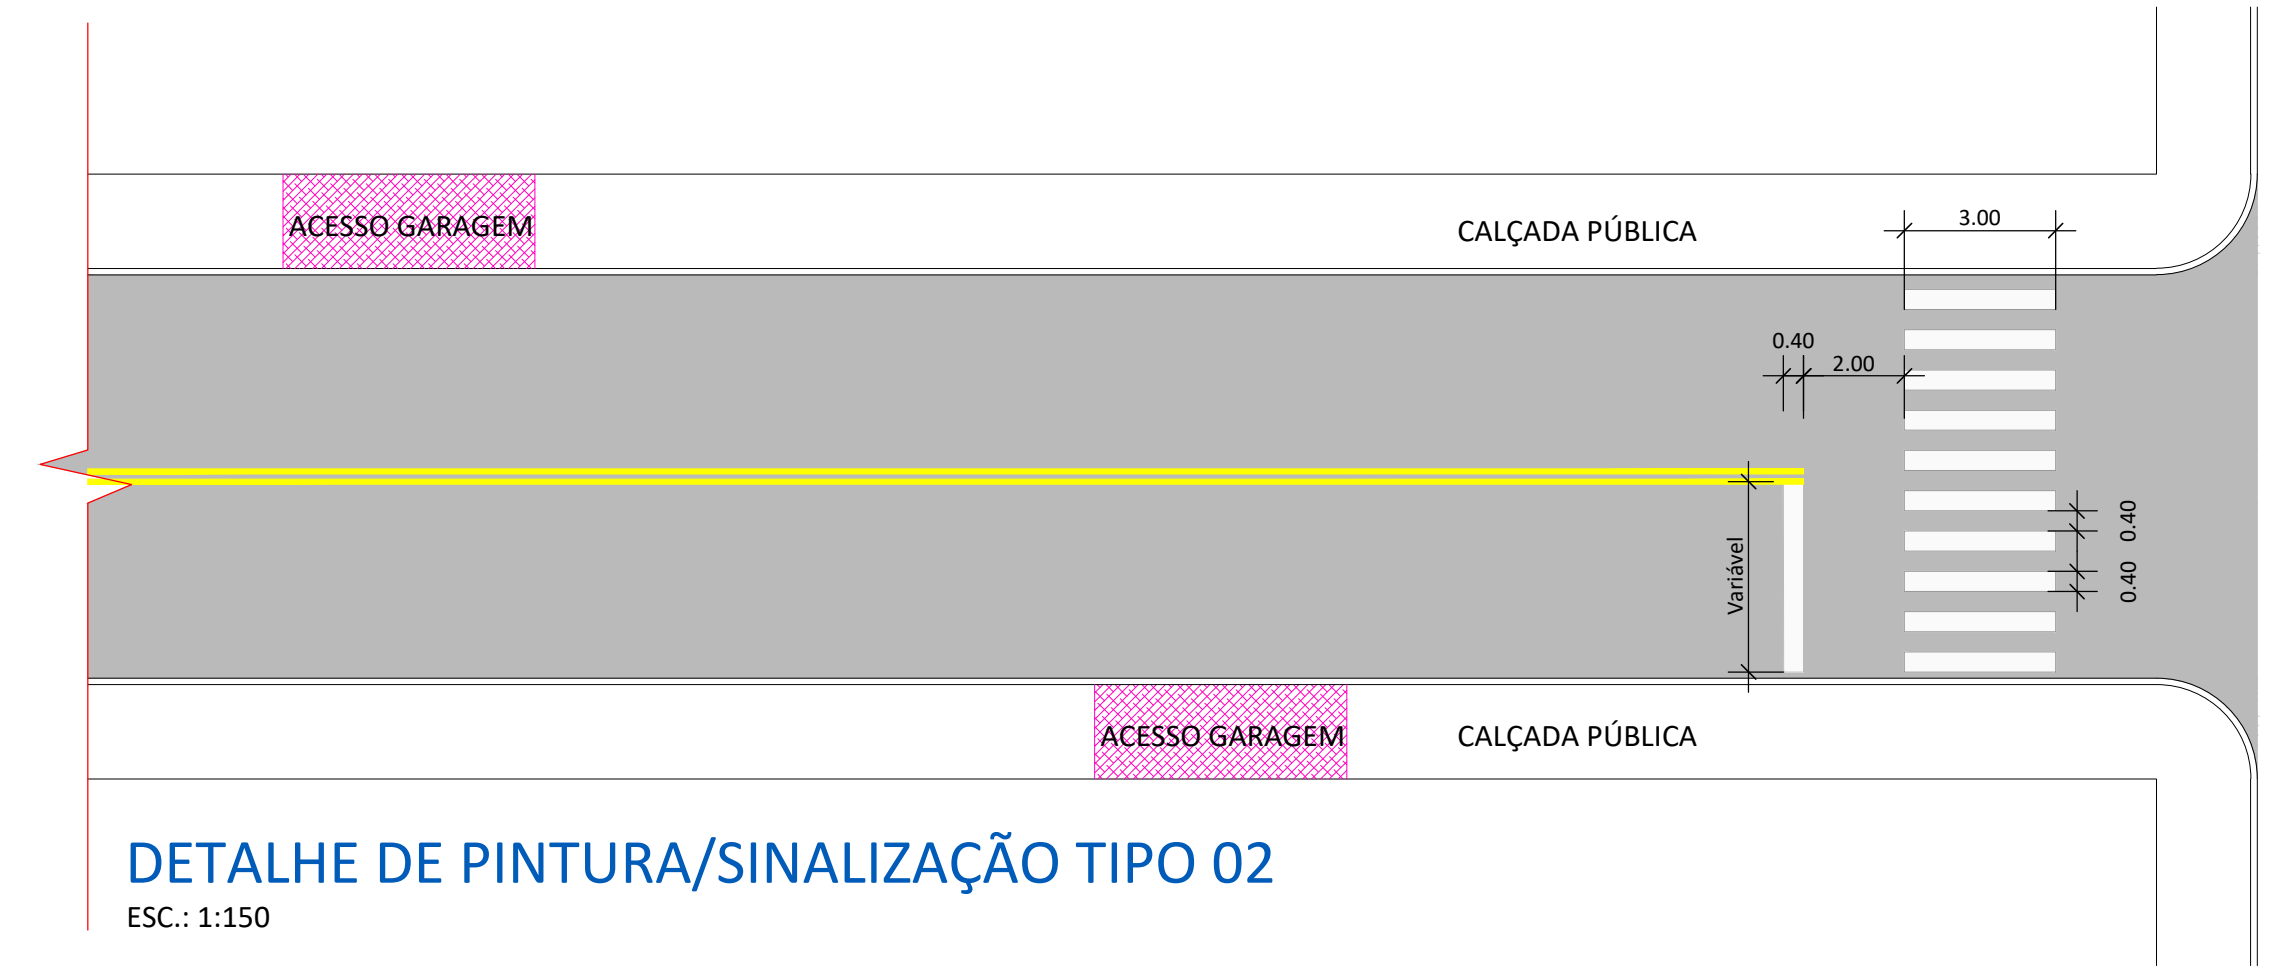 ACESSO GARAGEM
CALÇADA PÚBLICA
3.00
0.40
2.00
0.40
0.40
Variável
ACESSO GARAGEM
CALÇADA PÚBLICA
DETALHE DE PINTURA/SINALIZAÇÃO TIPO 02
ESC.: 1:150